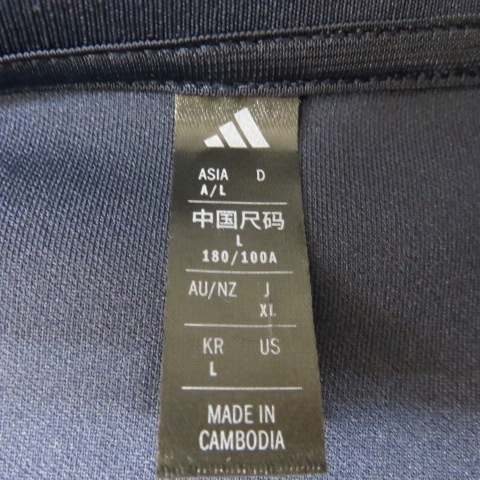 ASIA D
A/L
中国尺码
L
180/100A
AU/NZ J
XL
KR US
L
MADE IN
CAMBODIA